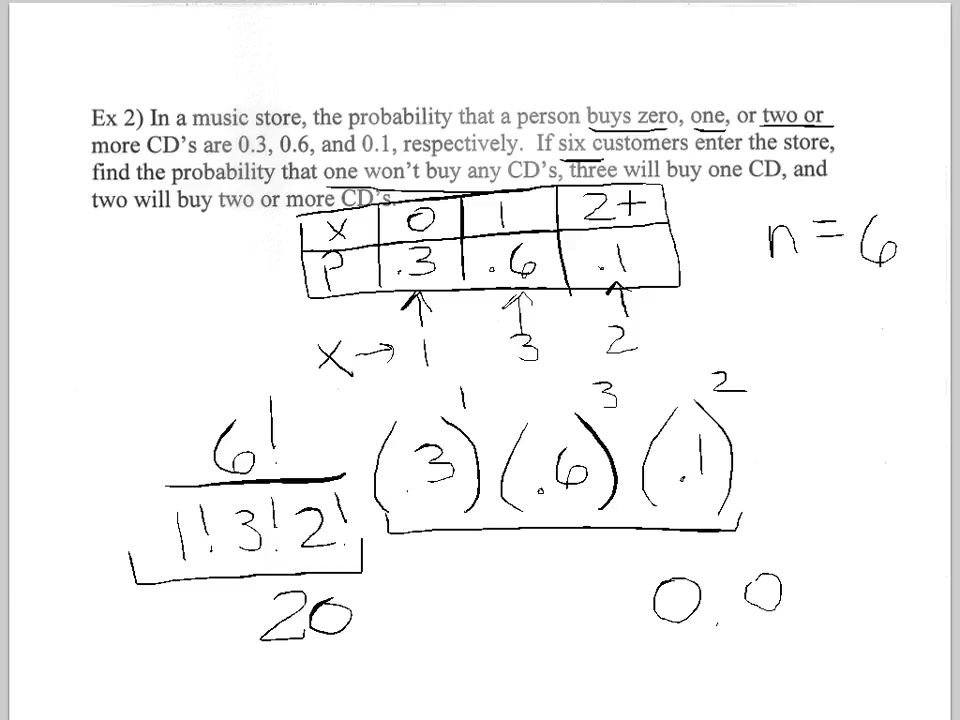 Ex 2) In a music store, the probability that a person buys zero, one, or two or
more CD's are 0.3, 0.6, and 0.1, respectively. If six customers enter the store,
find the probability that one won't buy any CD's, three will buy one CD, and
two will buy two or more CD's.
x 0 1 2+
P .3 .6 .1
n = 6
x → 1 3 2
6! (.3)¹ (.6)³ (.1)²
1! 3! 2!
20 0.0